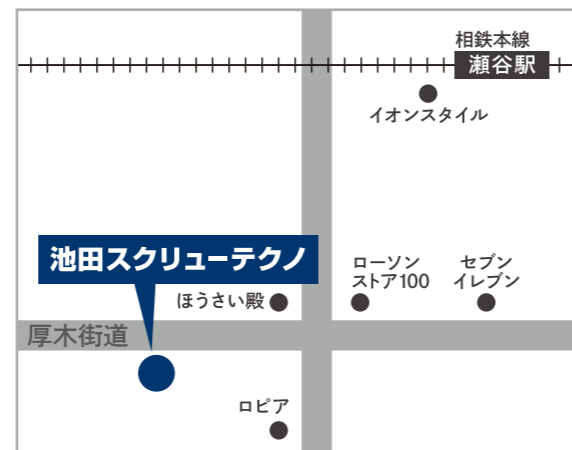 相鉄本線
瀬谷駅
イオンスタイル
池田スクリューテクノ
ローソン
ストア100
セブン
イレブン
ほうさい殿
厚木街道
ロピア